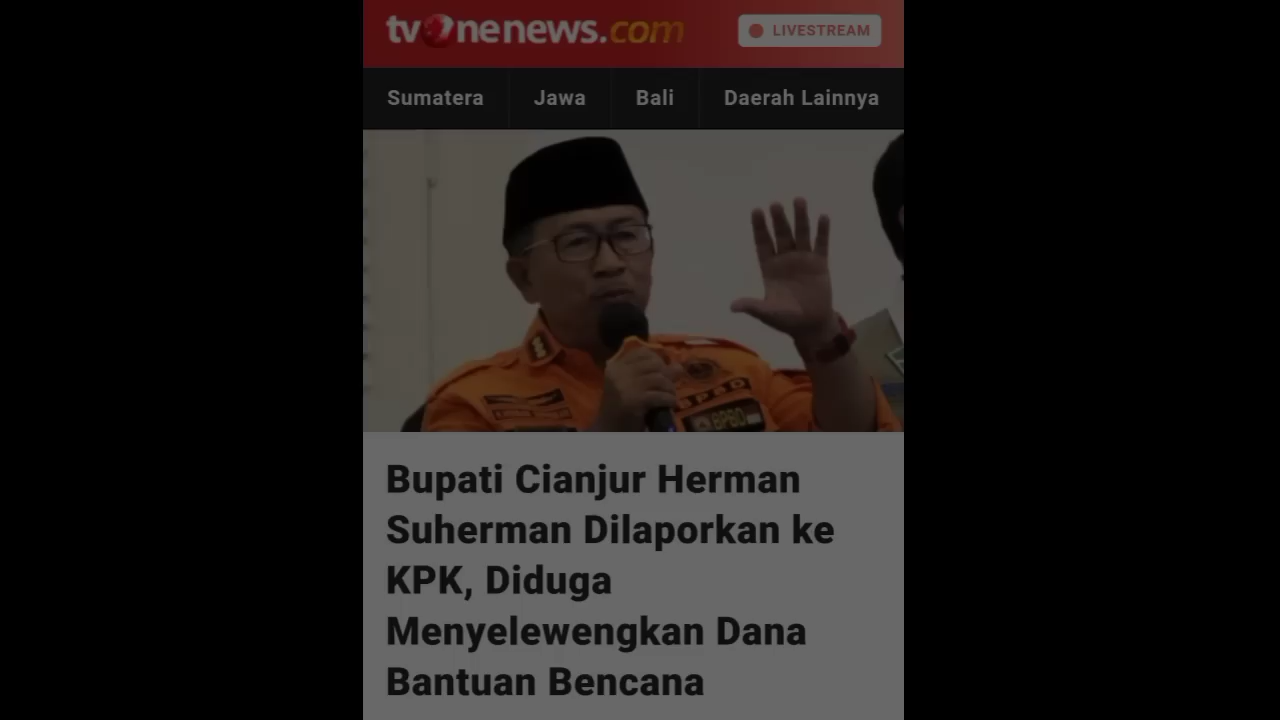 tvOnenews.com
LIVESTREAM
Sumatera
Jawa
Bali
Daerah Lainnya
BPBD
BPBD
Bupati Cianjur Herman
Suherman Dilaporkan ke
KPK, Diduga
Menyelewengkan Dana
Bantuan Bencana